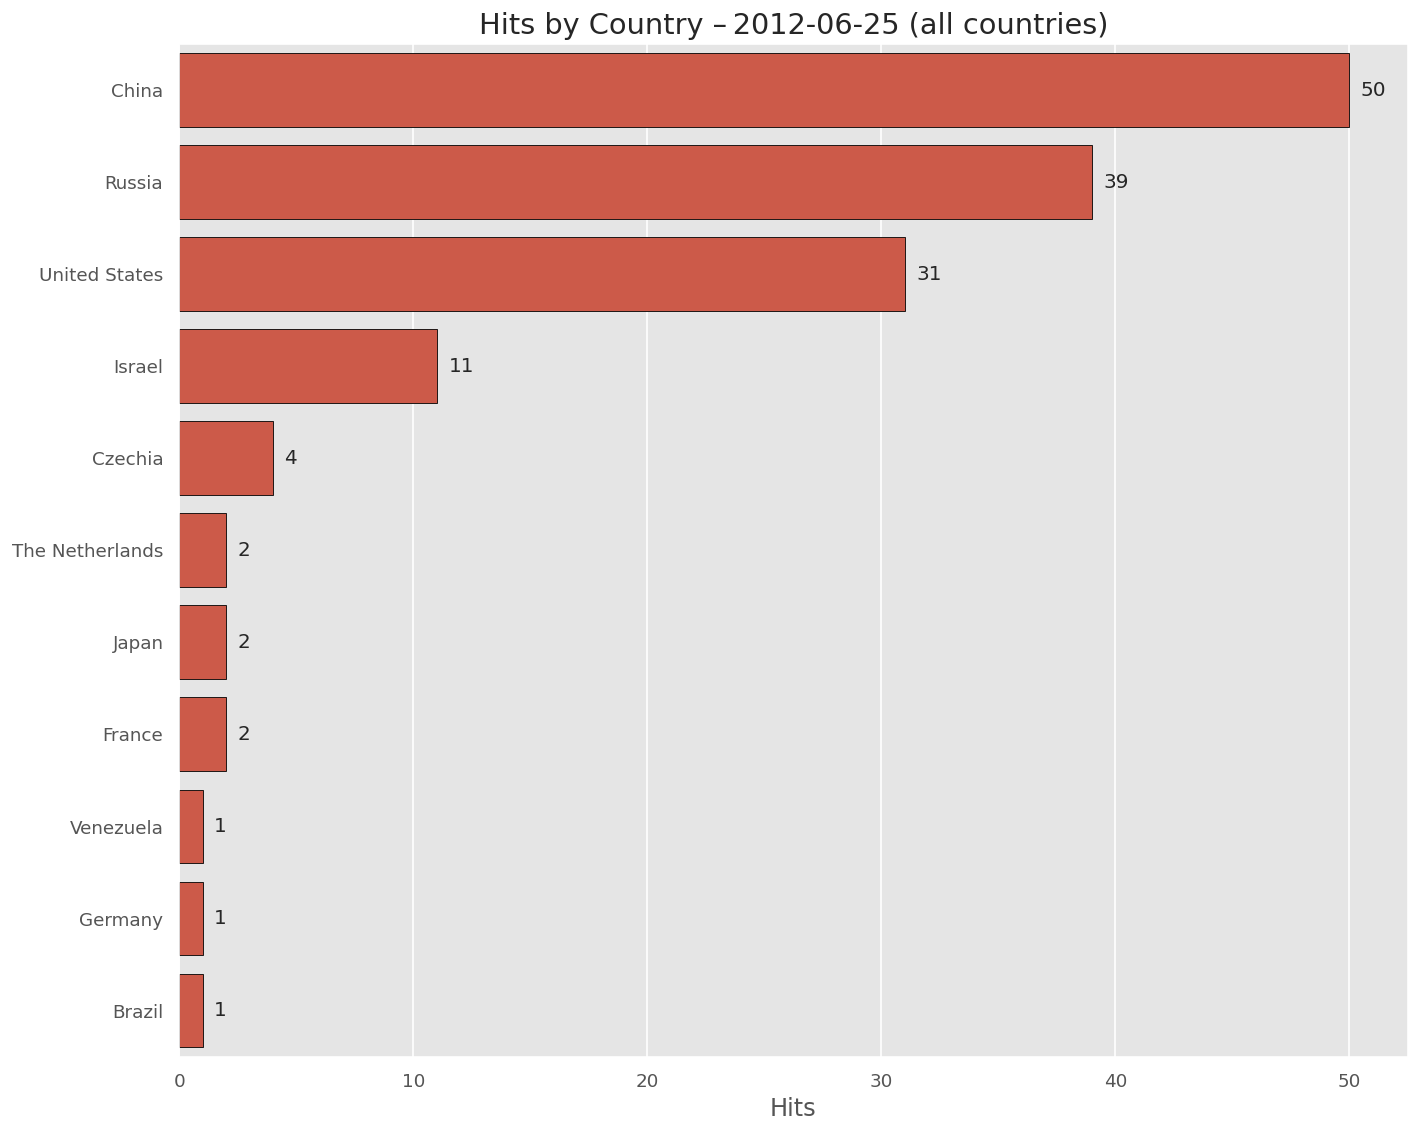 Hits by Country – 2012-06-25 (all countries)
China 50
Russia 39
United States 31
Israel 11
Czechia 4
The Netherlands 2
Japan 2
France 2
Venezuela 1
Germany 1
Brazil 1
0 10 20 30 40 50
Hits